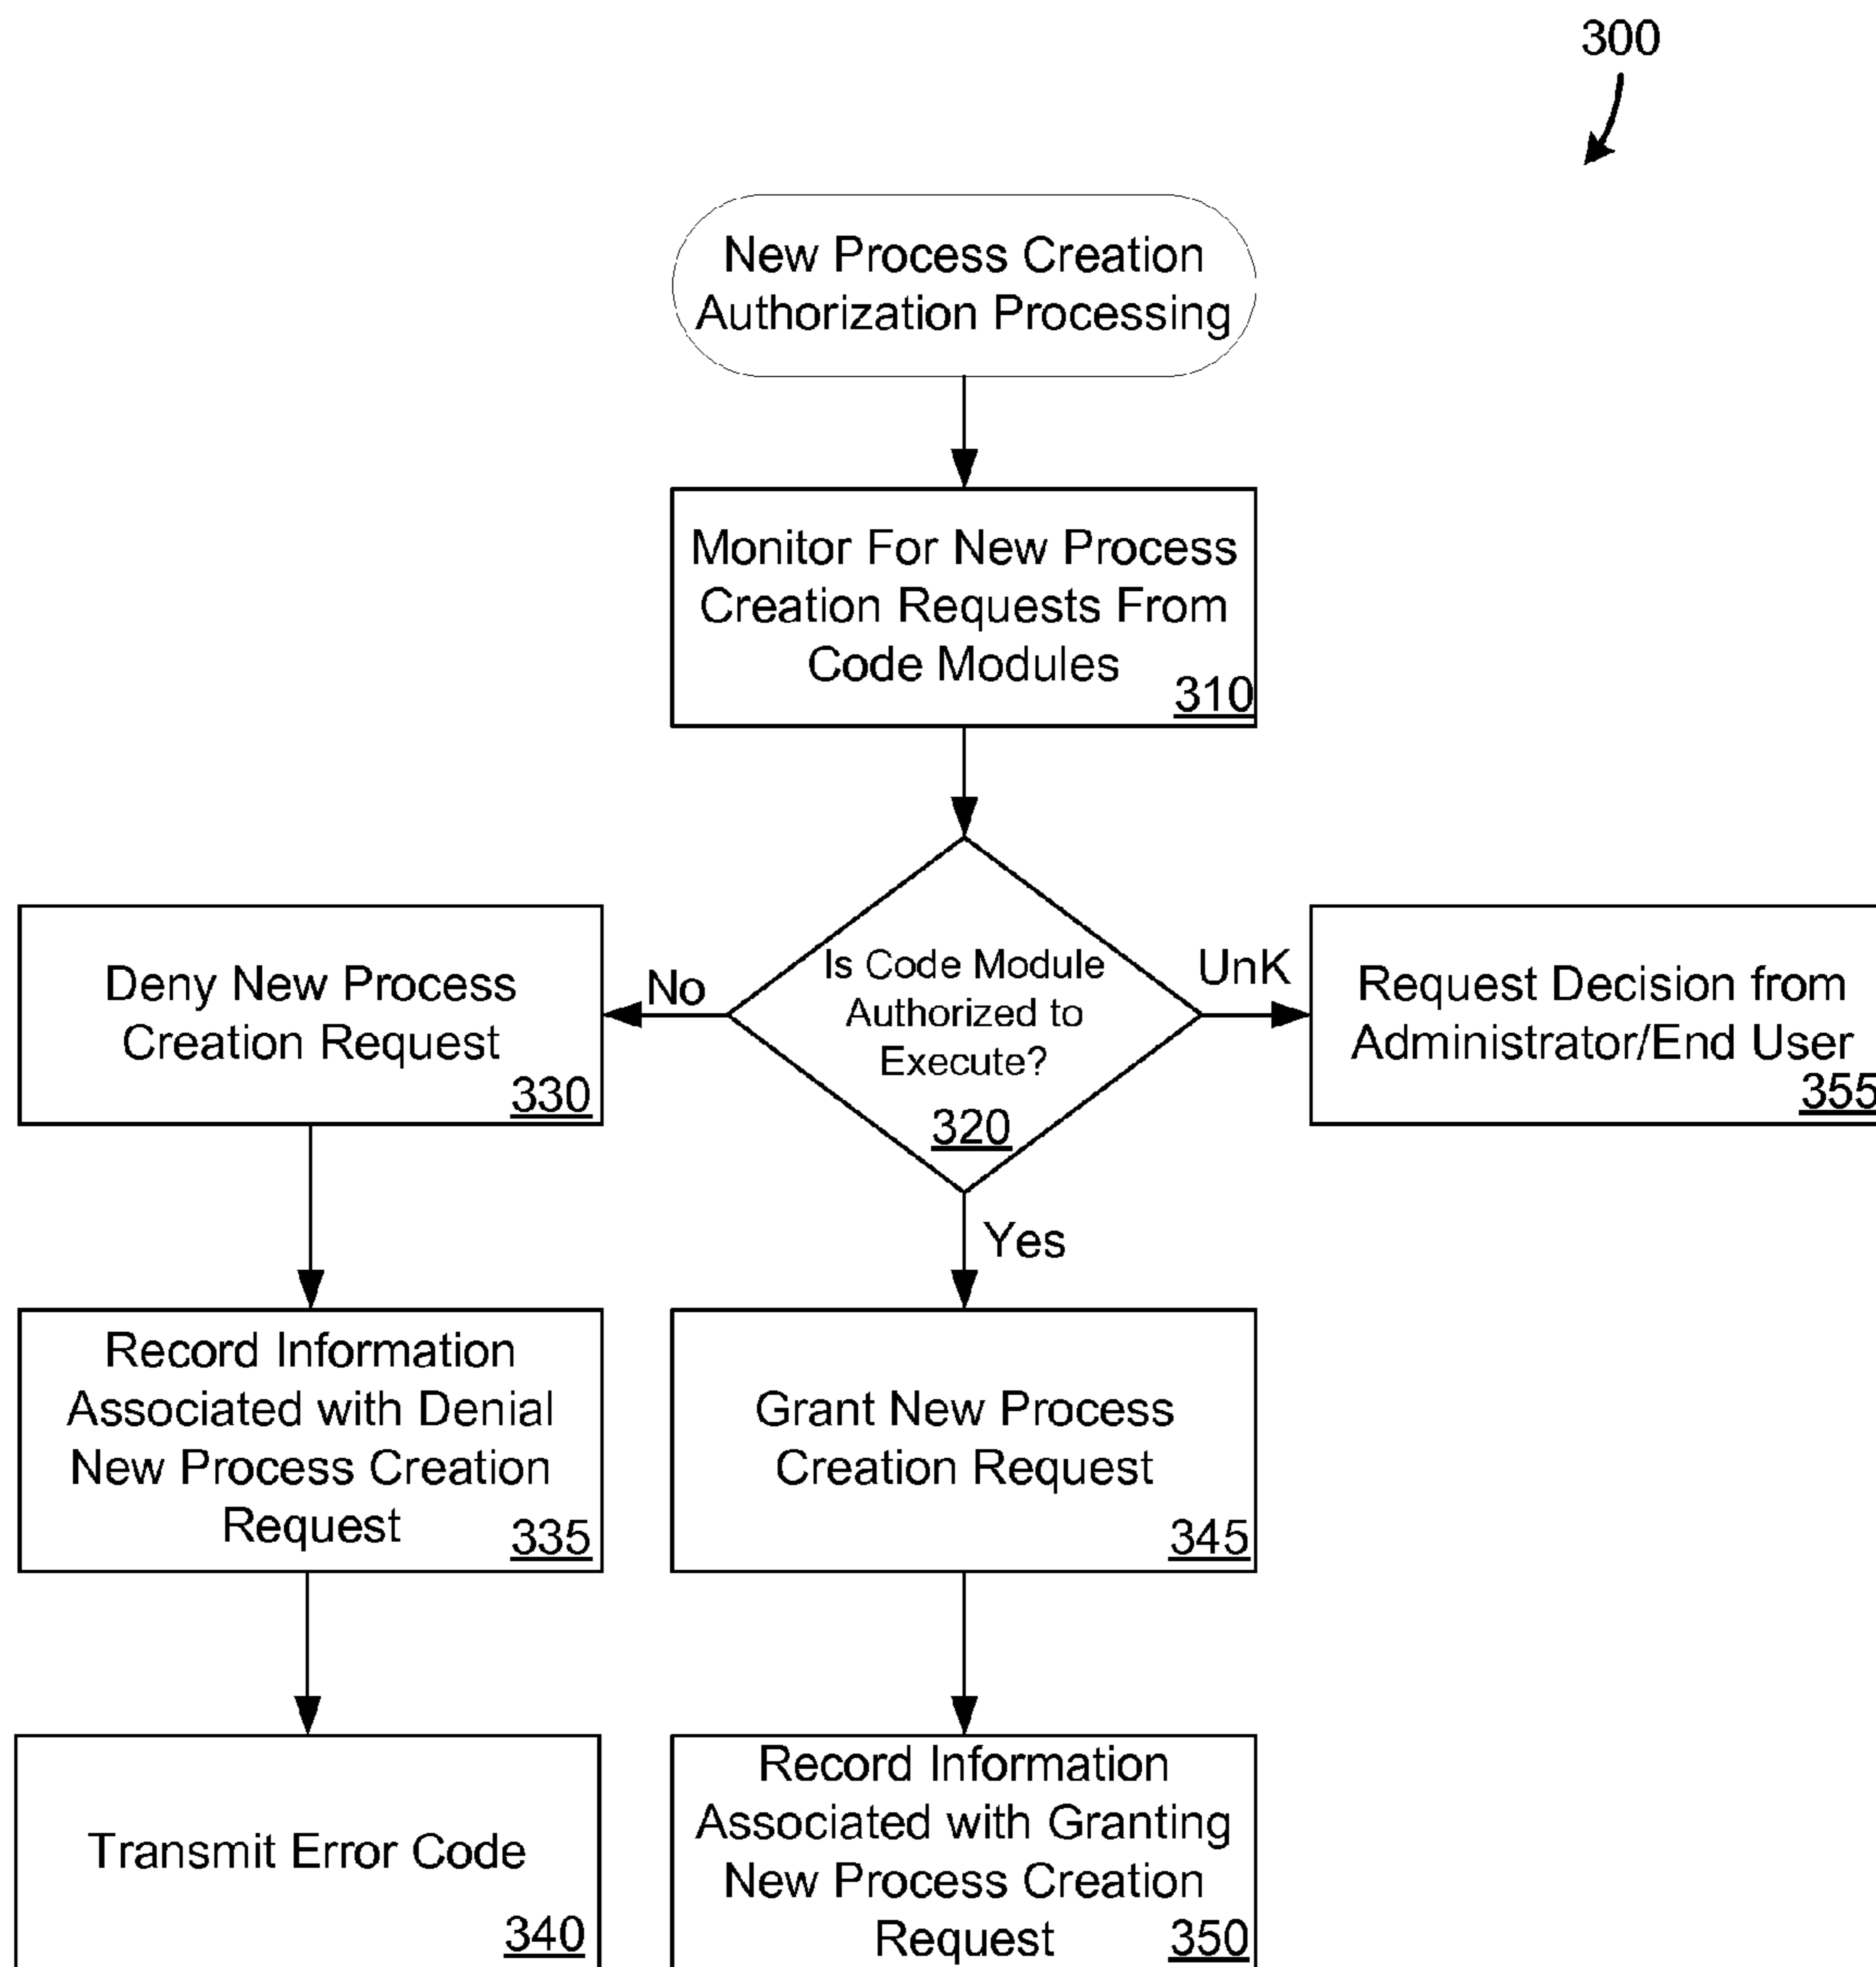 300
New Process Creation
Authorization Processing
Monitor For New Process
Creation Requests From
Code Modules
310
Is Code Module
Authorized to
Execute?
320
No
UnK
Yes
Deny New Process
Creation Request
330
Request Decision from
Administrator/End User
355
Record Information
Associated with Denial
New Process Creation
Request
335
Grant New Process
Creation Request
345
Transmit Error Code
340
Record Information
Associated with Granting
New Process Creation
Request
350